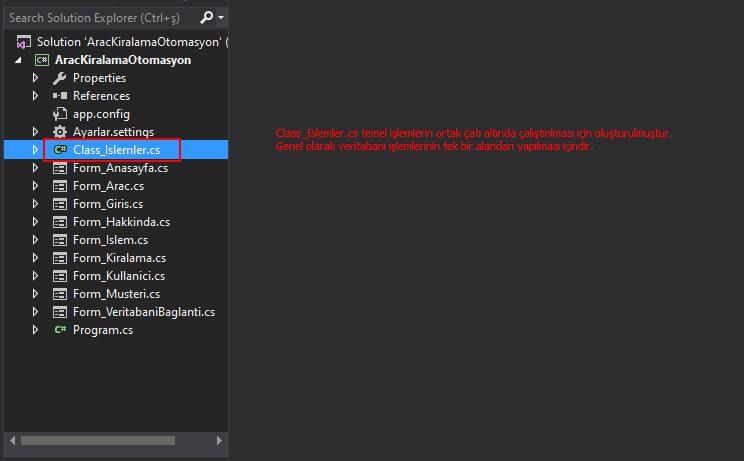 Search Solution Explorer (Ctrl+ş)
Solution 'AracKiralamaOtomasyon' (
AracKiralamaOtomasyon
Properties
References
app.config
Ayarlar.settings
Class_Islemler.cs
Form_Anasayfa.cs
Form_Arac.cs
Form_Giris.cs
Form_Hakkinda.cs
Form_Islem.cs
Form_Kiralama.cs
Form_Kullanici.cs
Form_Musteri.cs
Form_VeritabaniBaglanti.cs
Program.cs
Class_Islemler.cs temel işlemlerin ortak çatı altında çalıştırılması için oluşturulmuştur.
Genel olarak veritabanı işlemlerinin tek bir alandan yapılması içindir.